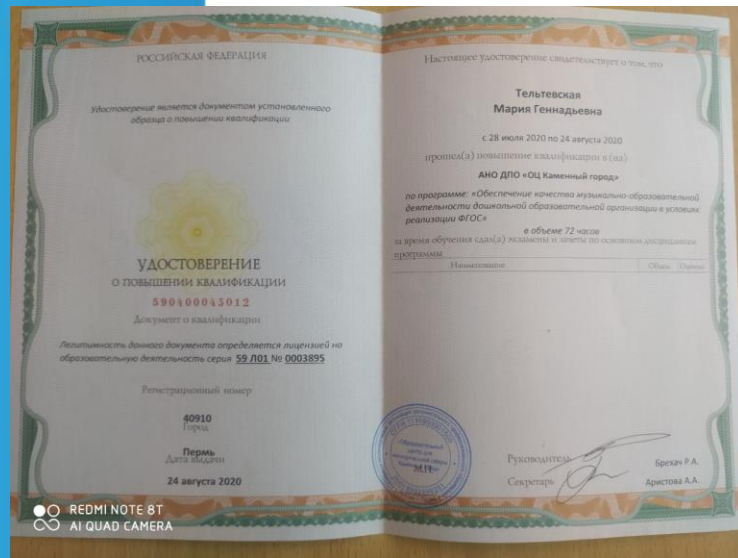 РОССИЙСКАЯ ФЕДЕРАЦИЯ
Удостоверение является документом установленного
образца о повышении квалификации
УДОСТОВЕРЕНИЕ
О ПОВЫШЕНИИ КВАЛИФИКАЦИИ
590400043012
Документ о квалификации
Легитимность данного документа определяется лицензией на
образовательную деятельность серия 59 Л01 № 0003895
Регистрационный номер
40910
Город
Пермь
Дата выдачи
24 августа 2020
Настоящее удостоверение свидетельствует о том, что
Тельтевская
Мария Геннадьевна
с 28 июля 2020 по 24 августа 2020
прошел(а) повышение квалификации в (на)
АНО ДПО «ОЦ Каменный город»
по программе: «Обеспечение качества музыкально-образовательной
деятельности дошкольной образовательной организации в условиях
реализации ФГОС»
в объеме 72 часов
за время обучения сдал(а) экзамены и зачеты по основным дисциплинам
программы
Наименование Объем Оценка
М.П.
Руководитель Брехач Р.А.
Секретарь Аристова А.А.
REDMI NOTE 8T
AI QUAD CAMERA